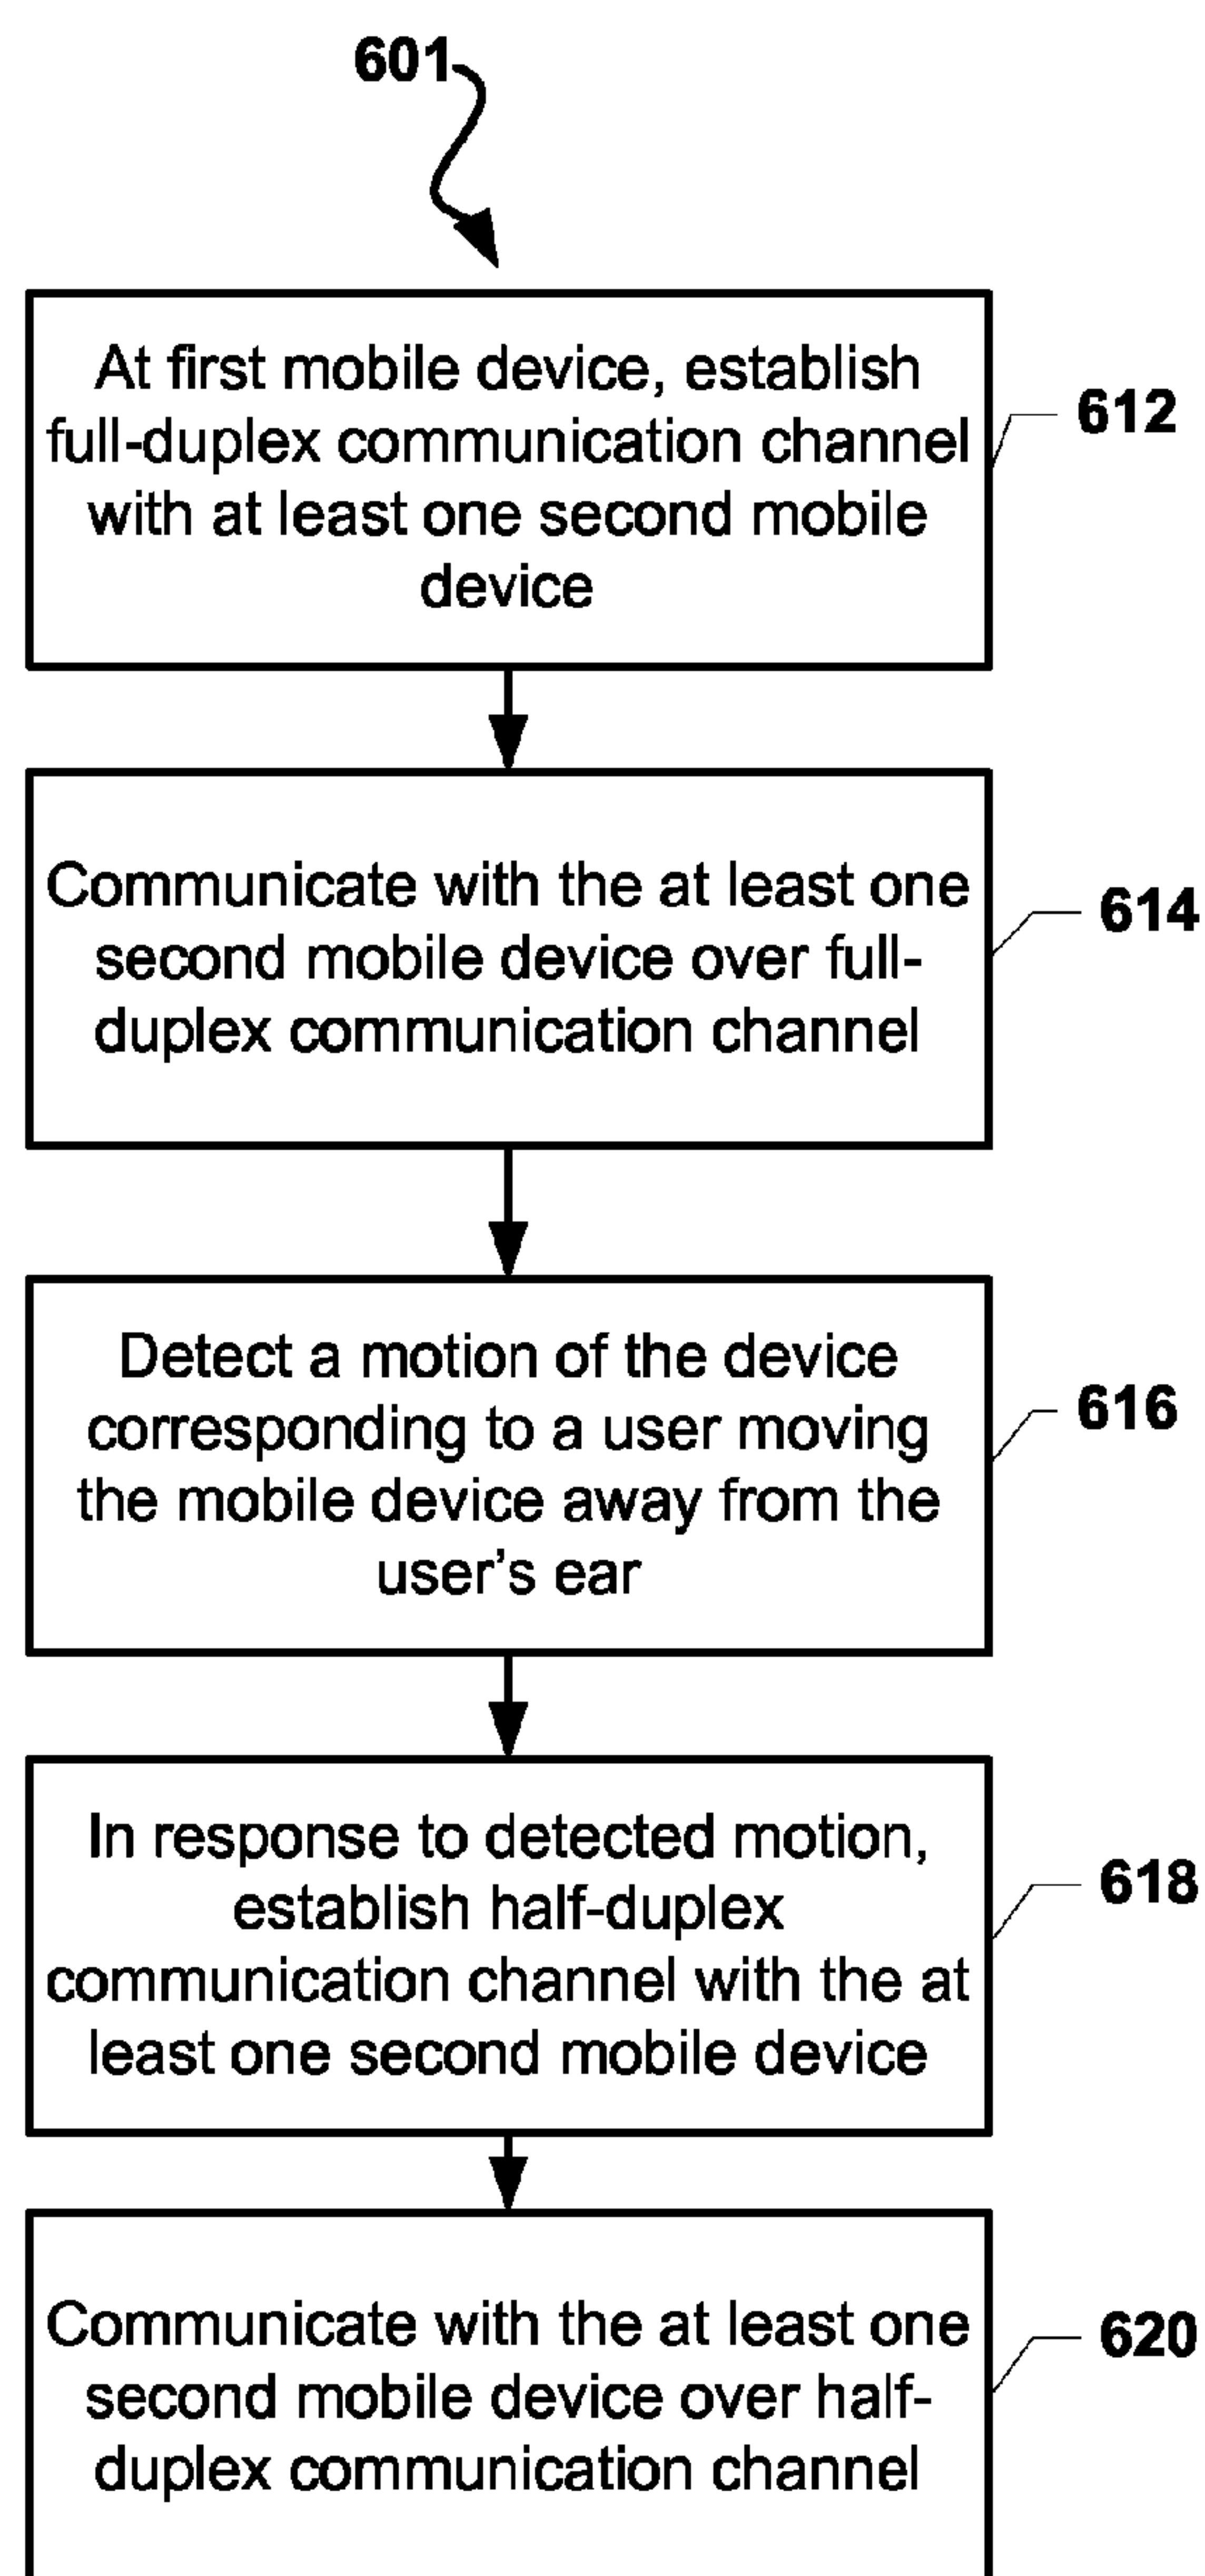 601
At first mobile device, establish
full-duplex communication channel
with at least one second mobile
device
612
Communicate with the at least one
second mobile device over full-
duplex communication channel
614
Detect a motion of the device
corresponding to a user moving
the mobile device away from the
user's ear
616
In response to detected motion,
establish half-duplex
communication channel with the at
least one second mobile device
618
Communicate with the at least one
second mobile device over half-
duplex communication channel
620